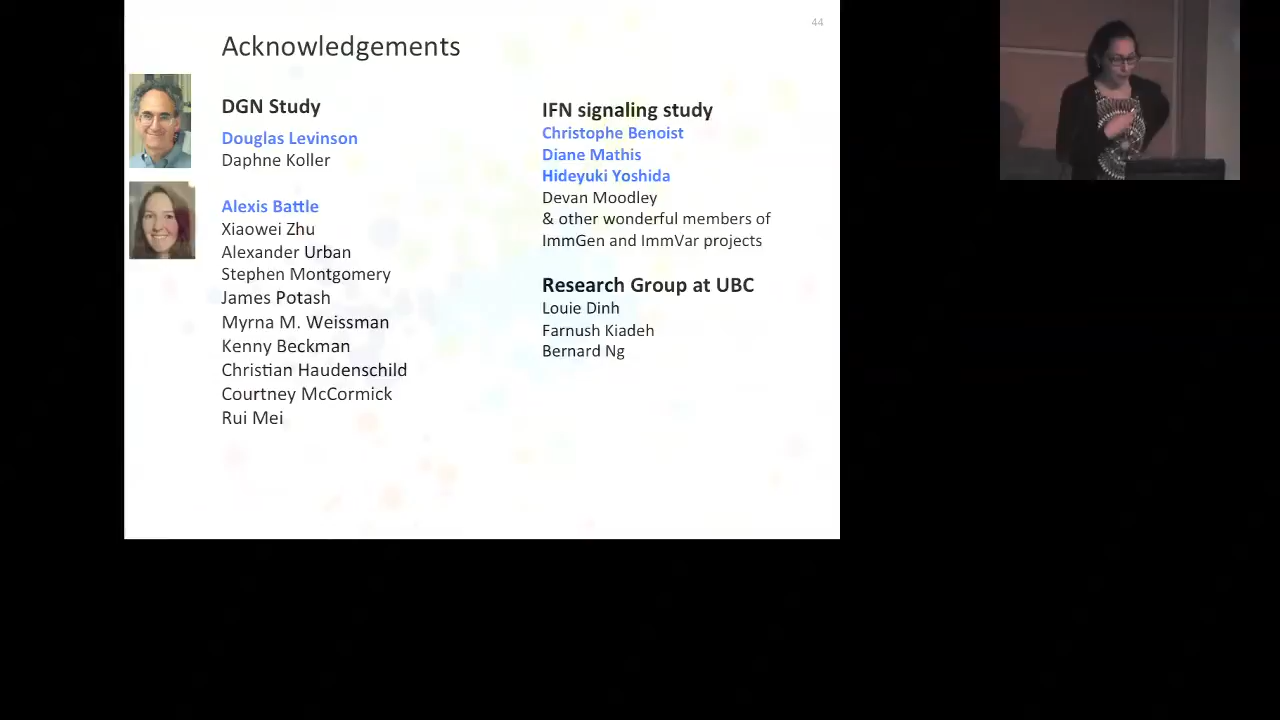 44
Acknowledgements
DGN Study
Douglas Levinson
Daphne Koller
Alexis Battle
Xiaowei Zhu
Alexander Urban
Stephen Montgomery
James Potash
Myrna M. Weissman
Kenny Beckman
Christian Haudenschild
Courtney McCormick
Rui Mei
IFN signaling study
Christophe Benoist
Diane Mathis
Hideyuki Yoshida
Devan Moodley
& other wonderful members of
ImmGen and ImmVar projects
Research Group at UBC
Louie Dinh
Farnush Kiadeh
Bernard Ng